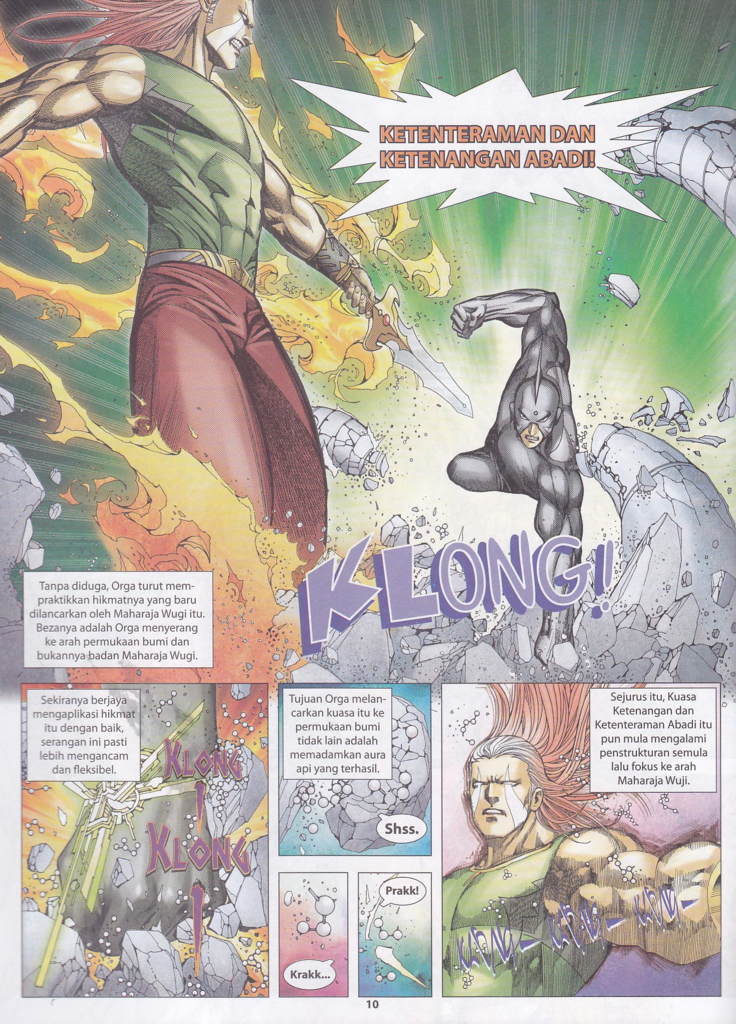 KETENTERAMAN DAN
KETENANGAN ABADI!
KLONG!
Tanpa diduga, Orga turut mem-
praktikkan hikmatnya yang baru
dilancarkan oleh Maharaja Wugi itu.
Bezanya adalah Orga menyerang
ke arah permukaan bumi dan
bukannya badan Maharaja Wugi.
Sekiranya berjaya
mengaplikasi hikmat
itu dengan baik,
serangan ini pasti
lebih mengancam
dan fleksibel.
KLONG
!
KLONG
!
Tujuan Orga melan-
carkan kuasa itu ke
permukaan bumi
tidak lain adalah
memadamkan aura
api yang terhasil.
Shss.
Krakk...
Prakk!
Sejurus itu, Kuasa
Ketenangan dan
Ketenteraman Abadi itu
pun mula mengalami
penstrukturan semula
lalu fokus ke arah
Maharaja Wuji.
10